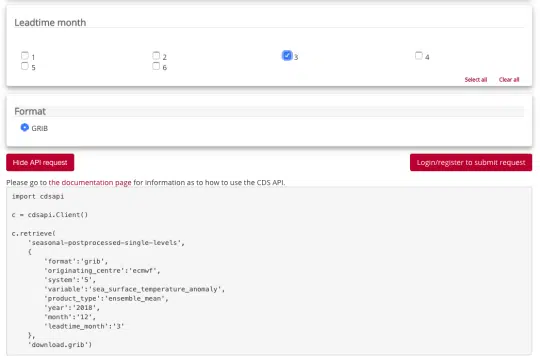 Leadtime month
1 2 3 4
5 6
Select all Clear all
Format
GRIB
Hide API request Login/register to submit request
Please go to the documentation page for information as to how to use the CDS API.
import cdsapi
c = cdsapi.Client()
c.retrieve(
'seasonal-postprocessed-single-levels',
{
'format':'grib',
'originating_centre':'ecmwf',
'system':'5',
'variable':'sea_surface_temperature_anomaly',
'product_type':'ensemble_mean',
'year':'2018',
'month':'12',
'leadtime_month':'3'
},
'download.grib')